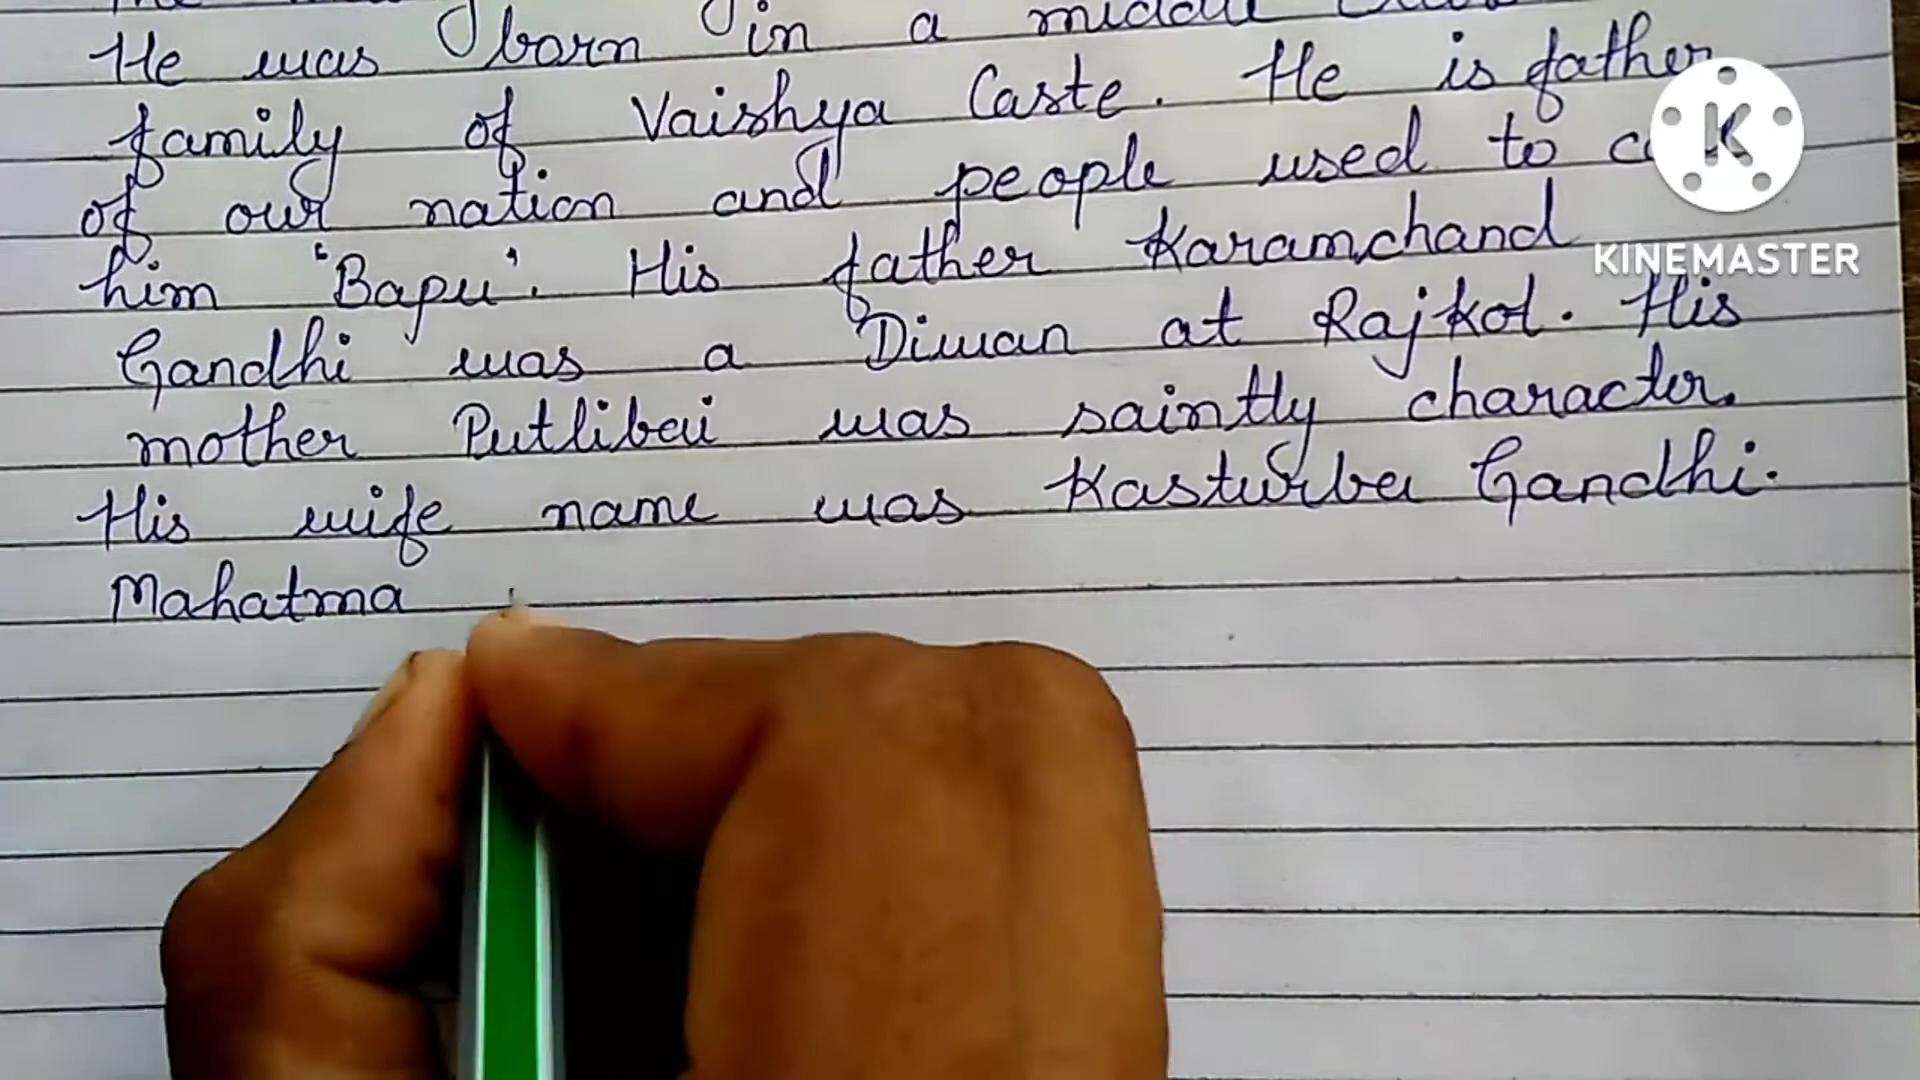 He was born in a middle
family of Vaishya Caste. He is father
of our nation and people used to
him 'Bapu'. His father Karamchand
Gandhi was a Diwan at Rajkot. His
mother Putlibai was saintly character.
His wife name was Kasturba Gandhi.
Mahatma
K
KINEMASTER